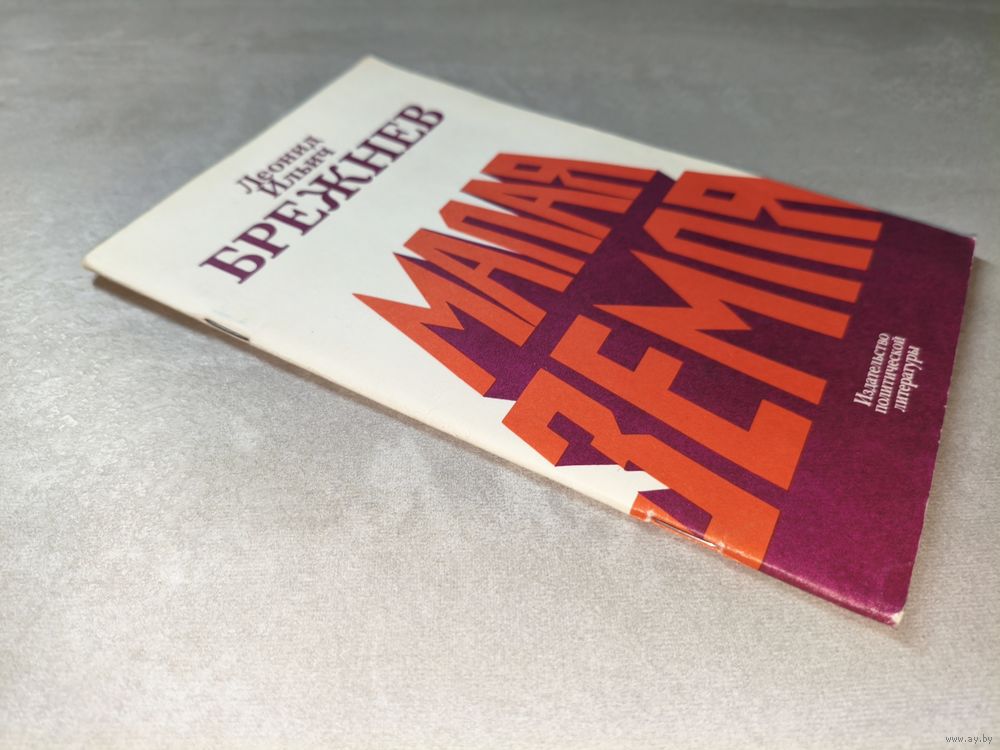 Леонид
Ильич
БРЕЖНЕВ
МАЛАЯ
ЗЕМЛЯ
Издательство
политической
литературы
www.ay.by